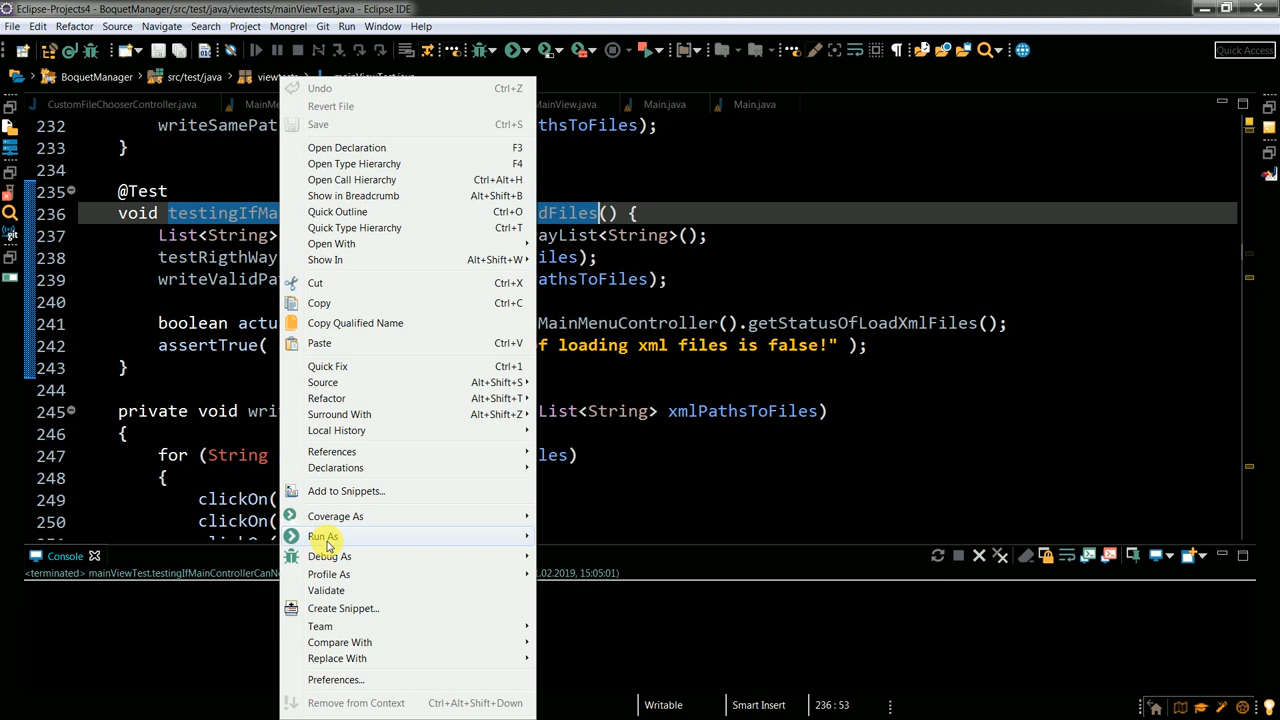 Eclipse-Projects4 - BoquetManager/src/test/java/viewtests/mainViewTest.java - Eclipse IDE
File Edit Refactor Source Navigate Search Project Mongrel Git Run Window Help
Quick Access
BoquetManager src/test/java
CustomFileChooserController.java MainView.java Main.java Main.java
232 writeSamePat thsToFiles);
233 }
234
235 @Test
236 void testingIfMa dFiles() {
237 List<String> ayList<String>();
238 testRigthWay iles);
239 writeValidPa thsToFiles);
240
241 boolean actu MainMenuController().getStatusOfLoadXmlFiles();
242 assertTrue( of loading xml files is false!" );
243 }
244
245 private void wri List<String> xmlPathsToFiles)
246 {
247 for (String les)
248 {
249 clickOn(
250 clickOn(
Undo Ctrl+Z
Revert File
Save Ctrl+S
Open Declaration F3
Open Type Hierarchy F4
Open Call Hierarchy Ctrl+Alt+H
Show in Breadcrumb Alt+Shift+B
Quick Outline Ctrl+O
Quick Type Hierarchy Ctrl+T
Open With
Show In Alt+Shift+W
Cut Ctrl+X
Copy Ctrl+C
Copy Qualified Name
Paste Ctrl+V
Quick Fix Ctrl+1
Source Alt+Shift+S
Refactor Alt+Shift+T
Surround With Alt+Shift+Z
Local History
References
Declarations
Add to Snippets...
Coverage As
Run As
Debug As
Profile As
Validate
Create Snippet...
Team
Compare With
Replace With
Preferences...
Remove from Context Ctrl+Alt+Shift+Down
Console
<terminated> mainViewTest.testingIfMainControllerCanNo 1.02.2019, 15:05:01)
Writable Smart Insert 236 : 53